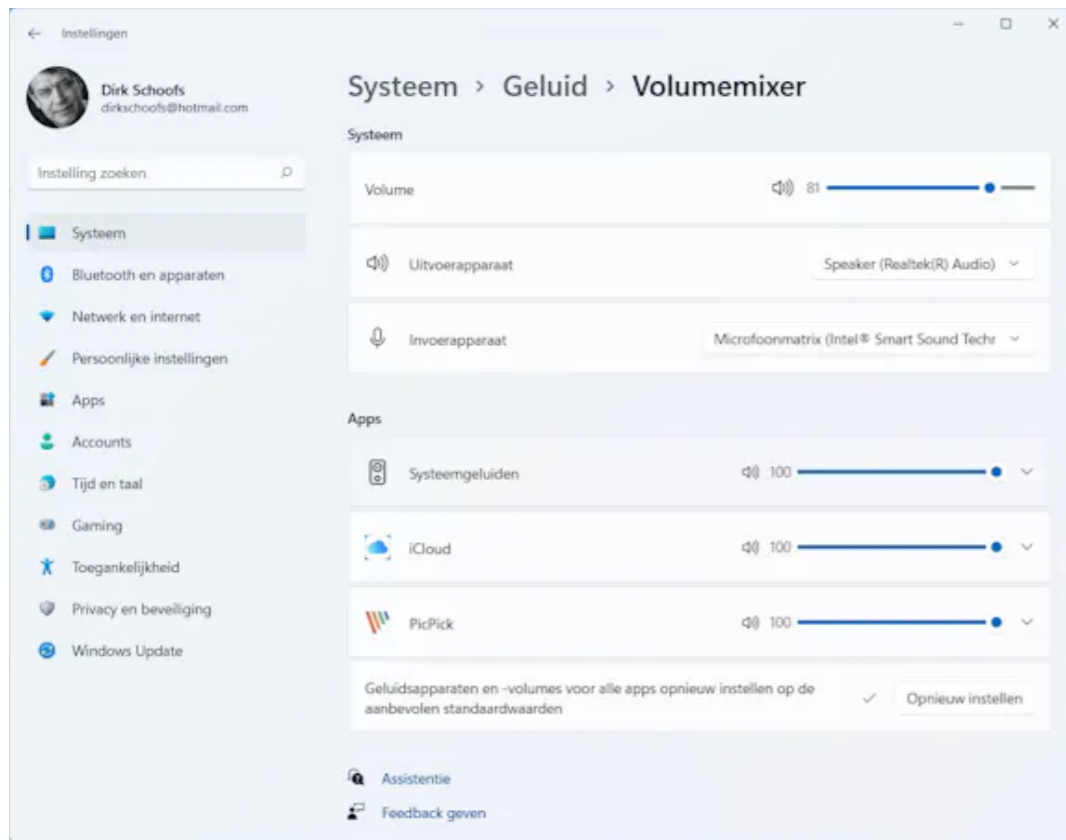 Instellingen
Dirk Schoofs
dirkschoofs@hotmail.com
Instelling zoeken
Systeem
Bluetooth en apparaten
Netwerk en internet
Persoonlijke instellingen
Apps
Accounts
Tijd en taal
Gaming
Toegankelijkheid
Privacy en beveiliging
Windows Update
Systeem > Geluid > Volumemixer
Systeem
Volume 81
Uitvoerapparaat Speaker (Realtek(R) Audio)
Invoerapparaat Microfoonmatrix (Intel® Smart Sound Techr
Apps
Systeemgeluiden 100
iCloud 100
PicPick 100
Geluidsapparaten en -volumes voor alle apps opnieuw instellen op de
aanbevolen standaardwaarden
Opnieuw instellen
Assistentie
Feedback geven